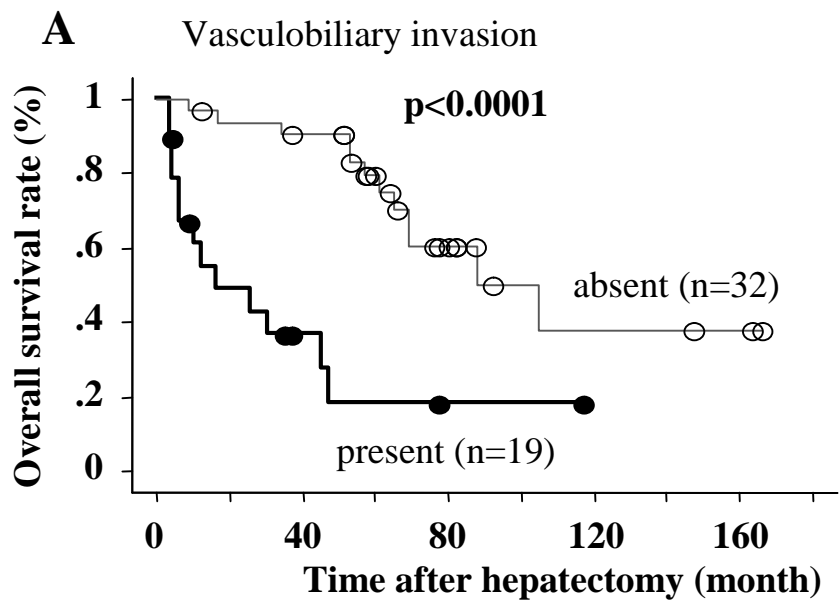 A
Vasculobiliary invasion
Overall survival rate (%)
1
.8
.6
.4
.2
0
p<0.0001
absent (n=32)
present (n=19)
0 40 80 120 160
Time after hepatectomy (month)